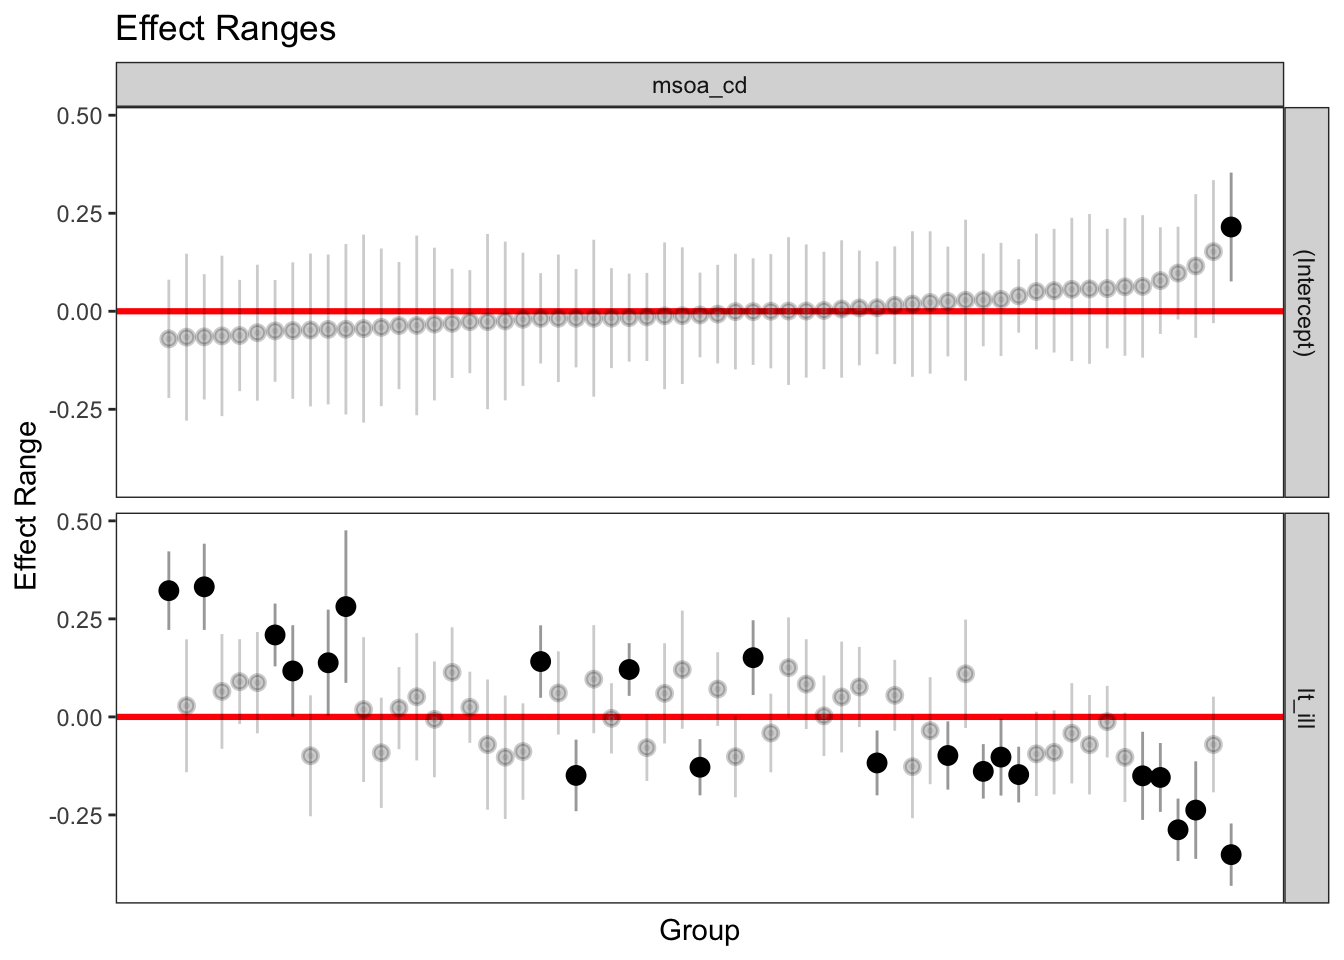 Effect Ranges
msoa_cd
0.50
0.25
0.00
-0.25
(Intercept)
Effect Range
0.50
0.25
0.00
-0.25
lt_ill
Group